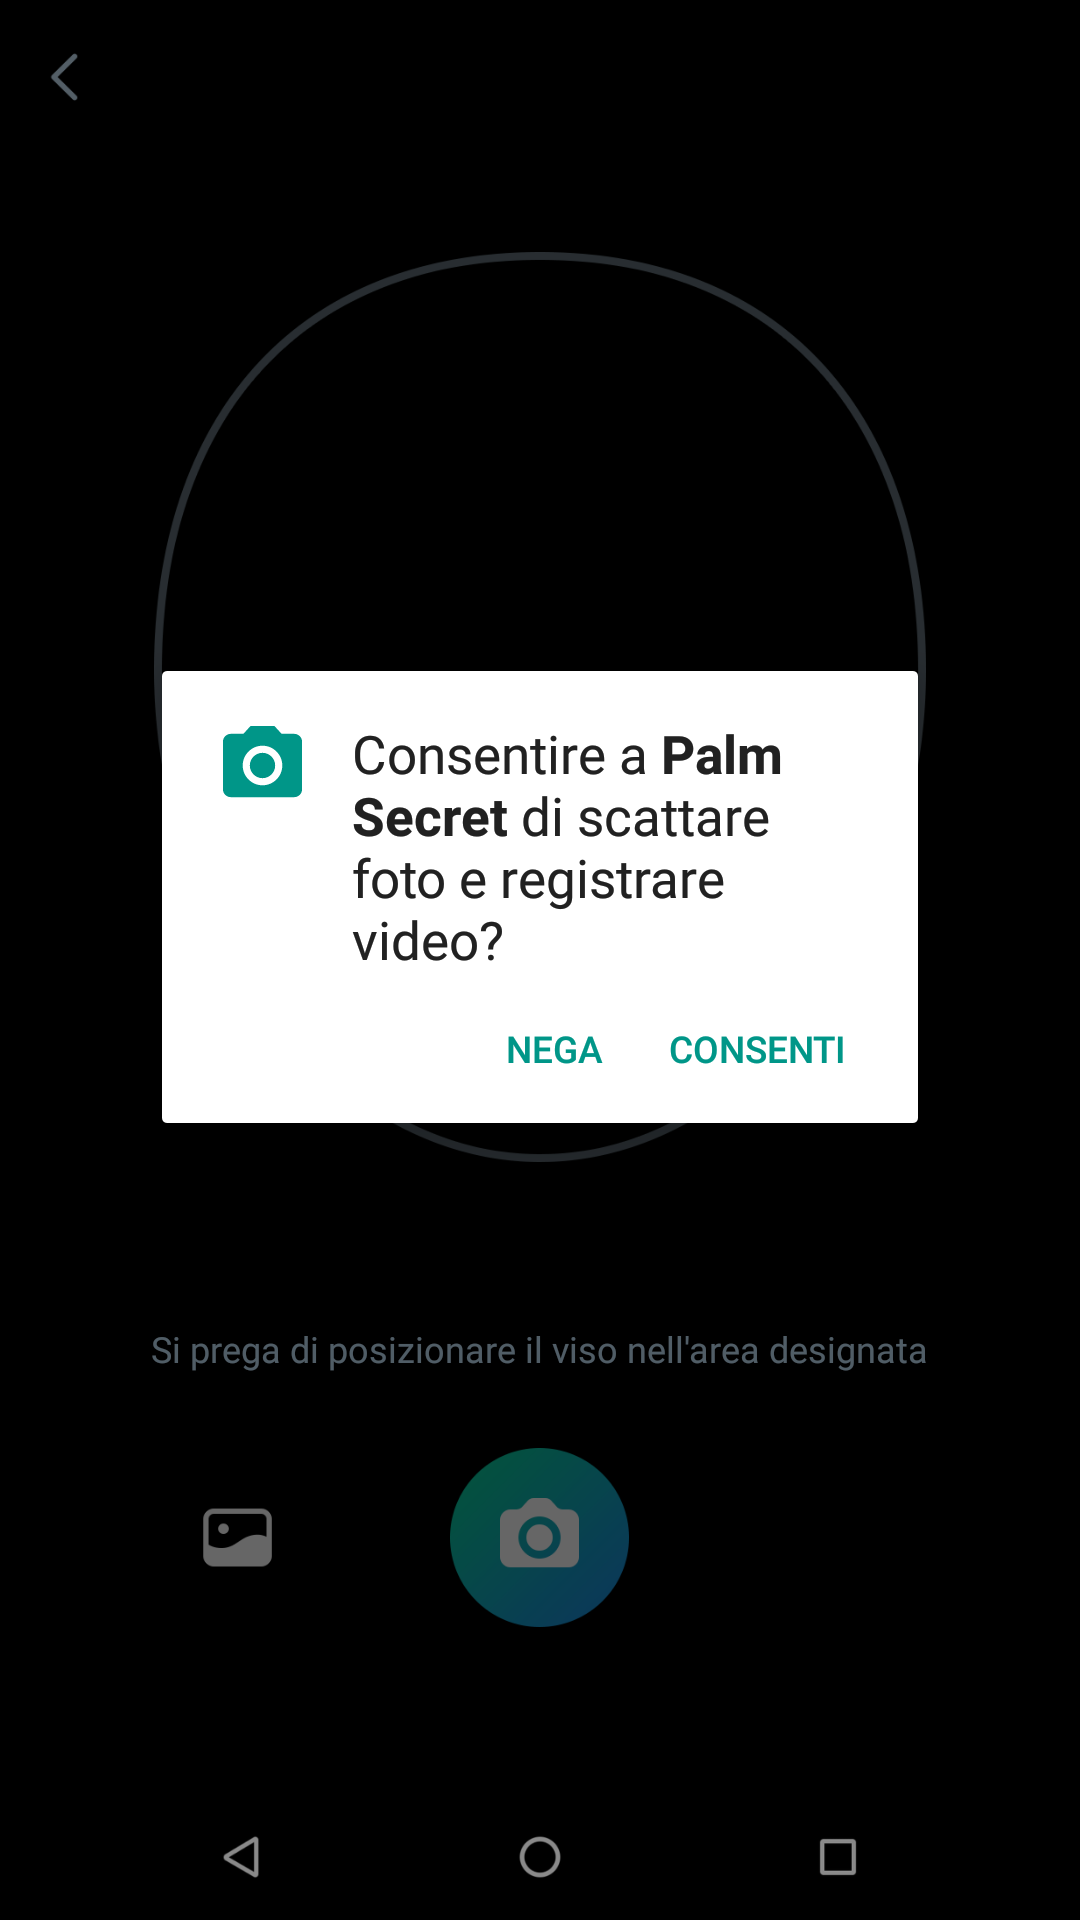 Consentire a Palm
Secret di scattare
foto e registrare
video?
NEGA CONSENTI
Si prega di posizionare il viso nell'area designata